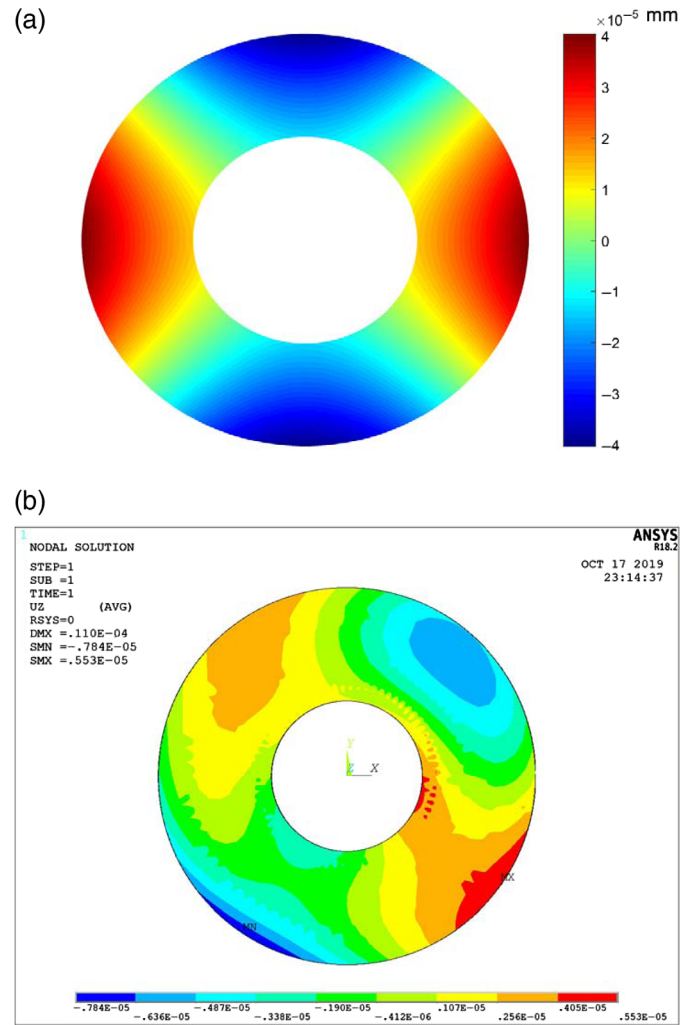 (a)
×10⁻⁵ mm
4
3
2
1
0
−1
−2
−3
−4
(b)
1
NODAL SOLUTION
STEP=1
SUB =1
TIME=1
UZ (AVG)
RSYS=0
DMX =.110E-04
SMN =-.784E-05
SMX =.553E-05
ANSYS
R18.2
OCT 17 2019
23:14:37
Y
Z X
MX
MN
-.784E-05 -.487E-05 -.190E-05 .107E-05 .405E-05
-.636E-05 -.338E-05 -.412E-06 .256E-05 .553E-05